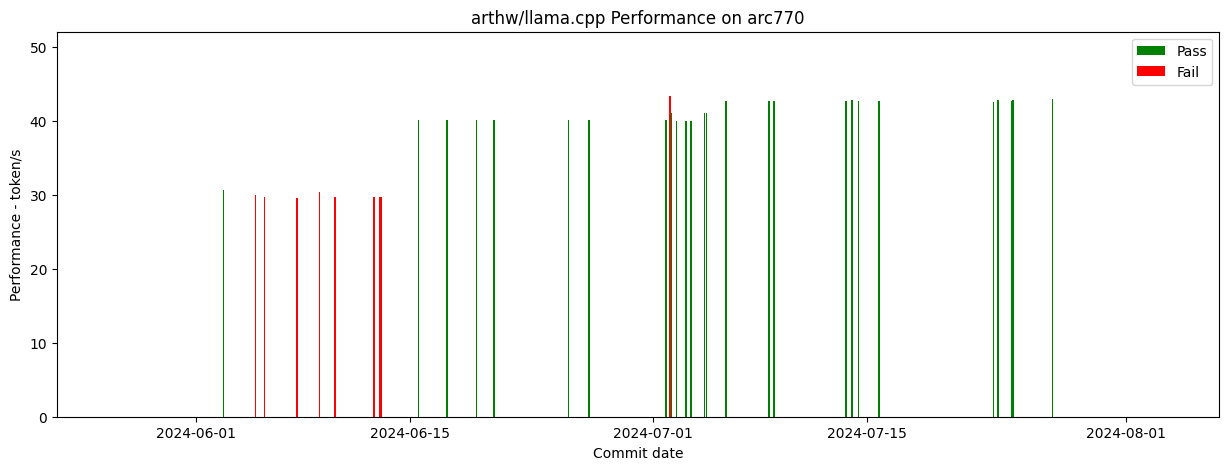 arthw/llama.cpp Performance on arc770
50
40
30
20
10
0
Performance - token/s
Pass
Fail
2024-06-01
2024-06-15
2024-07-01
2024-07-15
2024-08-01
Commit date